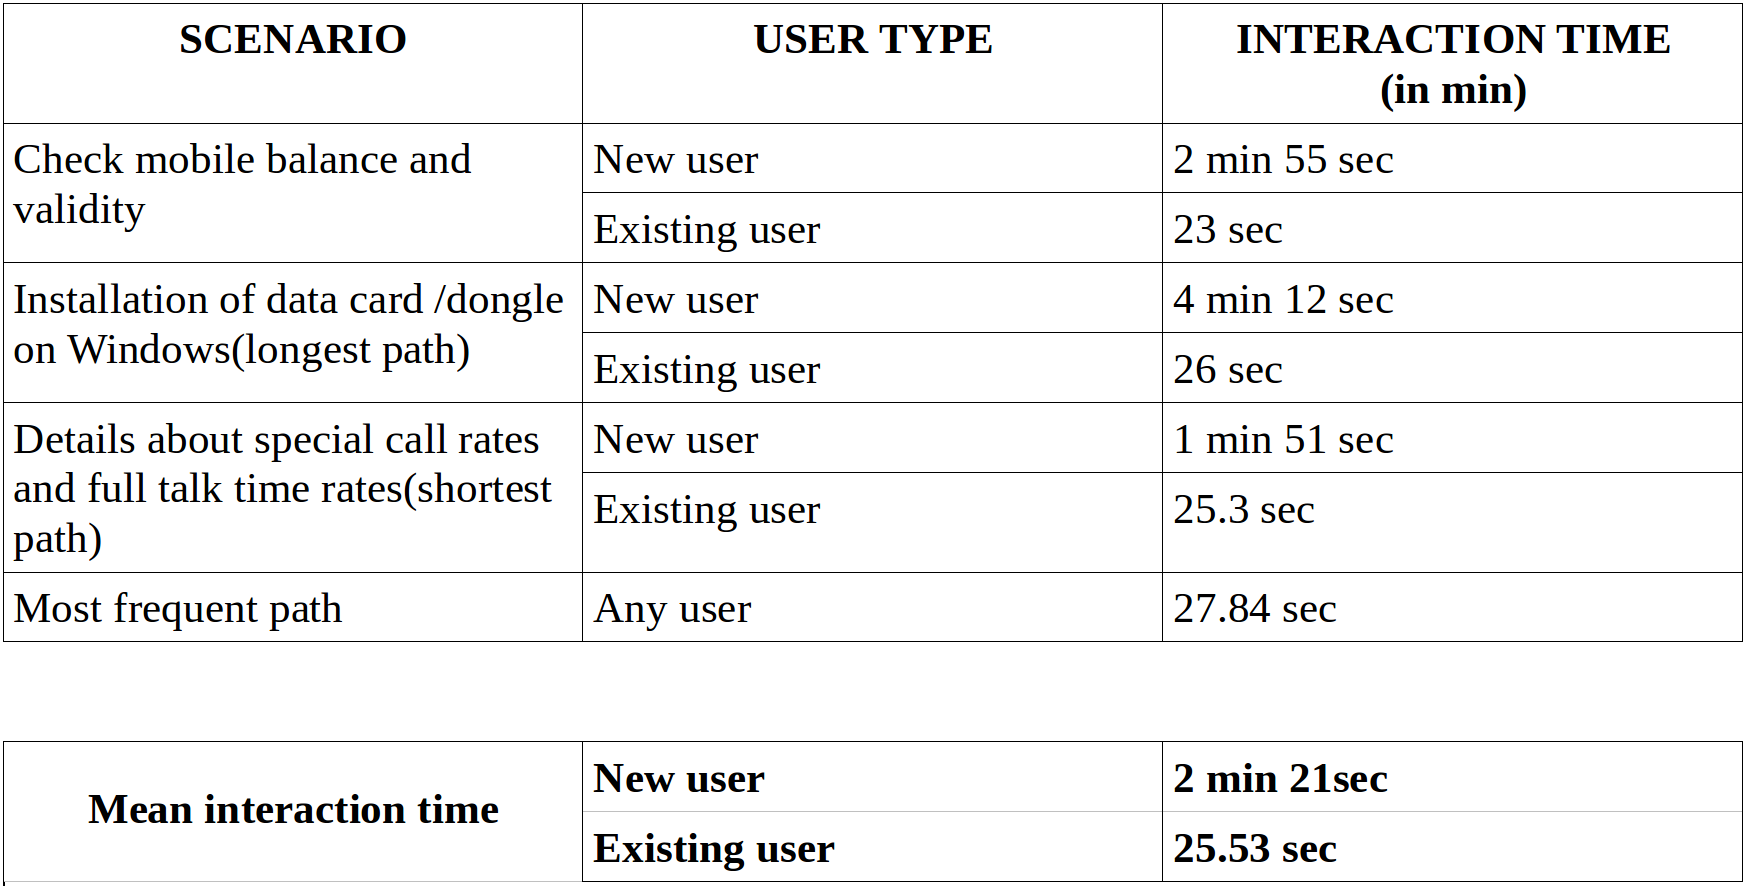 SCENARIO
USER TYPE
INTERACTION TIME
(in min)
Check mobile balance and
validity
New user
2 min 55 sec
Existing user
23 sec
Installation of data card /dongle
on Windows(longest path)
New user
4 min 12 sec
Existing user
26 sec
Details about special call rates
and full talk time rates(shortest
path)
New user
1 min 51 sec
Existing user
25.3 sec
Most frequent path
Any user
27.84 sec
Mean interaction time
New user
2 min 21sec
Existing user
25.53 sec